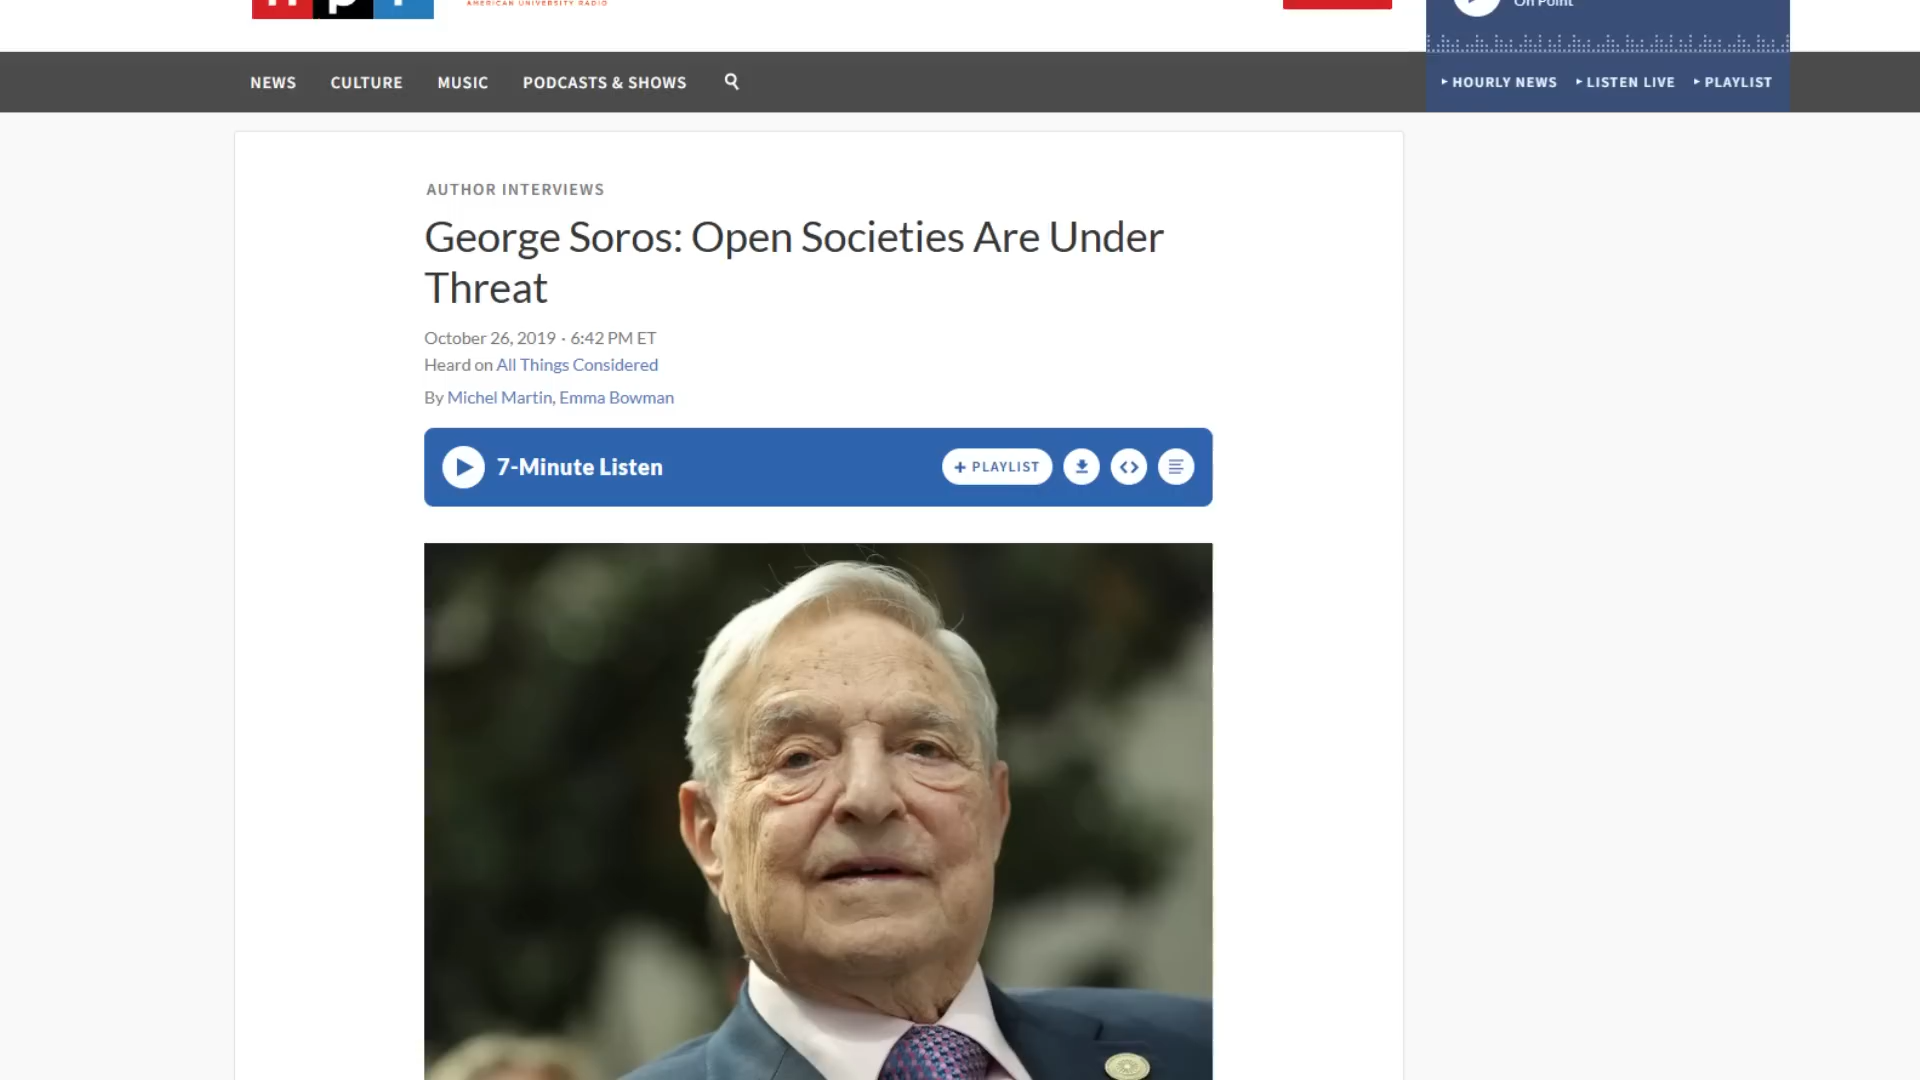 npr
AMERICAN UNIVERSITY RADIO
On Point
NEWS CULTURE MUSIC PODCASTS & SHOWS
HOURLY NEWS LISTEN LIVE PLAYLIST
AUTHOR INTERVIEWS
George Soros: Open Societies Are Under
Threat
October 26, 2019 · 6:42 PM ET
Heard on All Things Considered
By Michel Martin, Emma Bowman
7-Minute Listen
+ PLAYLIST